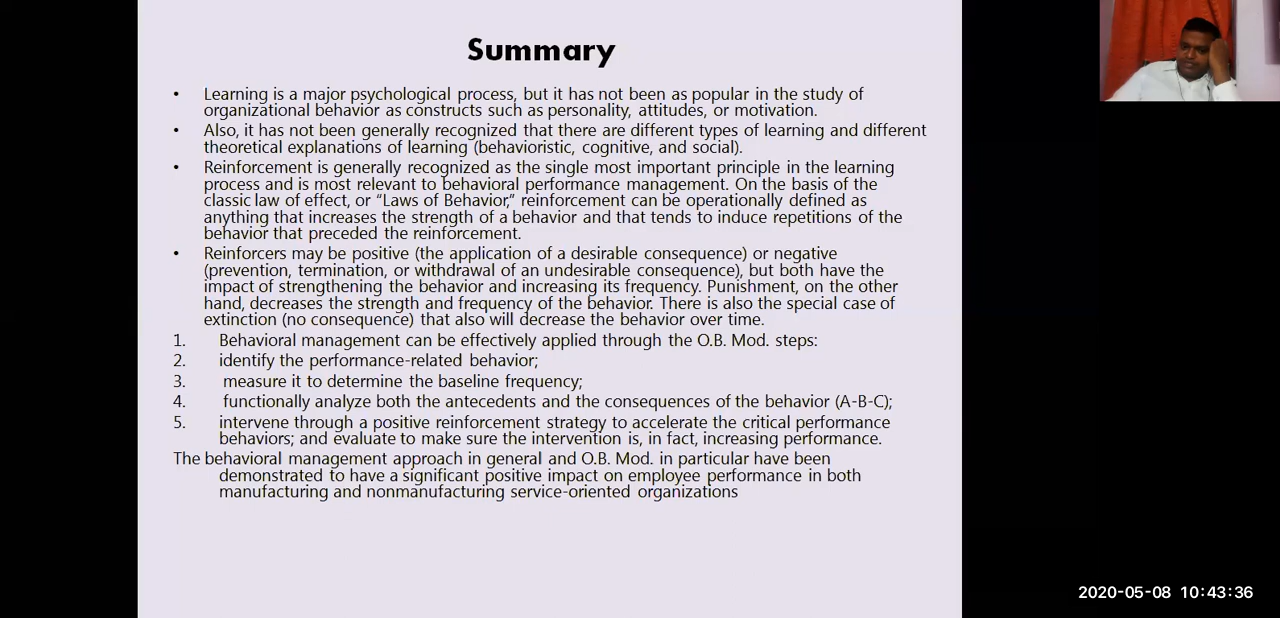 Summary
• Learning is a major psychological process, but it has not been as popular in the study of
organizational behavior as constructs such as personality, attitudes, or motivation.
• Also, it has not been generally recognized that there are different types of learning and different
theoretical explanations of learning (behavioristic, cognitive, and social).
• Reinforcement is generally recognized as the single most important principle in the learning
process and is most relevant to behavioral performance management. On the basis of the
classic law of effect, or “Laws of Behavior,” reinforcement can be operationally defined as
anything that increases the strength of a behavior and that tends to induce repetitions of the
behavior that preceded the reinforcement.
• Reinforcers may be positive (the application of a desirable consequence) or negative
(prevention, termination, or withdrawal of an undesirable consequence), but both have the
impact of strengthening the behavior and increasing its frequency. Punishment, on the other
hand, decreases the strength and frequency of the behavior. There is also the special case of
extinction (no consequence) that also will decrease the behavior over time.
1. Behavioral management can be effectively applied through the O.B. Mod. steps:
2. identify the performance-related behavior;
3. measure it to determine the baseline frequency;
4. functionally analyze both the antecedents and the consequences of the behavior (A-B-C);
5. intervene through a positive reinforcement strategy to accelerate the critical performance
behaviors; and evaluate to make sure the intervention is, in fact, increasing performance.
The behavioral management approach in general and O.B. Mod. in particular have been
demonstrated to have a significant positive impact on employee performance in both
manufacturing and nonmanufacturing service-oriented organizations
2020-05-08 10:43:36